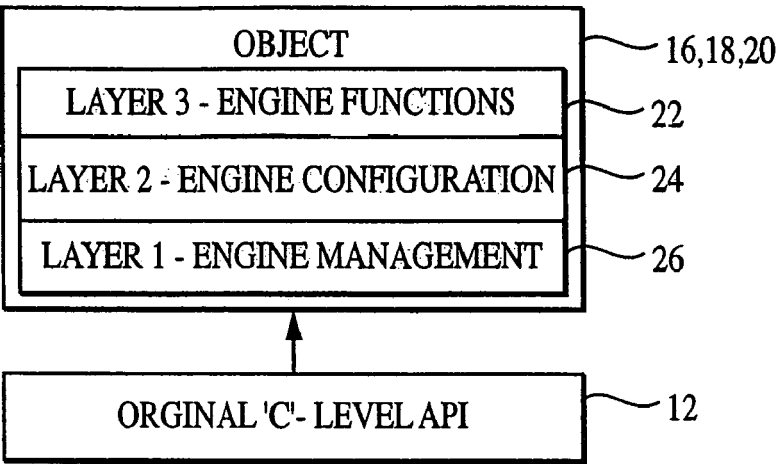 OBJECT
16,18,20
LAYER 3 - ENGINE FUNCTIONS
22
LAYER 2 - ENGINE CONFIGURATION
24
LAYER 1 - ENGINE MANAGEMENT
26
ORGINAL 'C'- LEVEL API
12